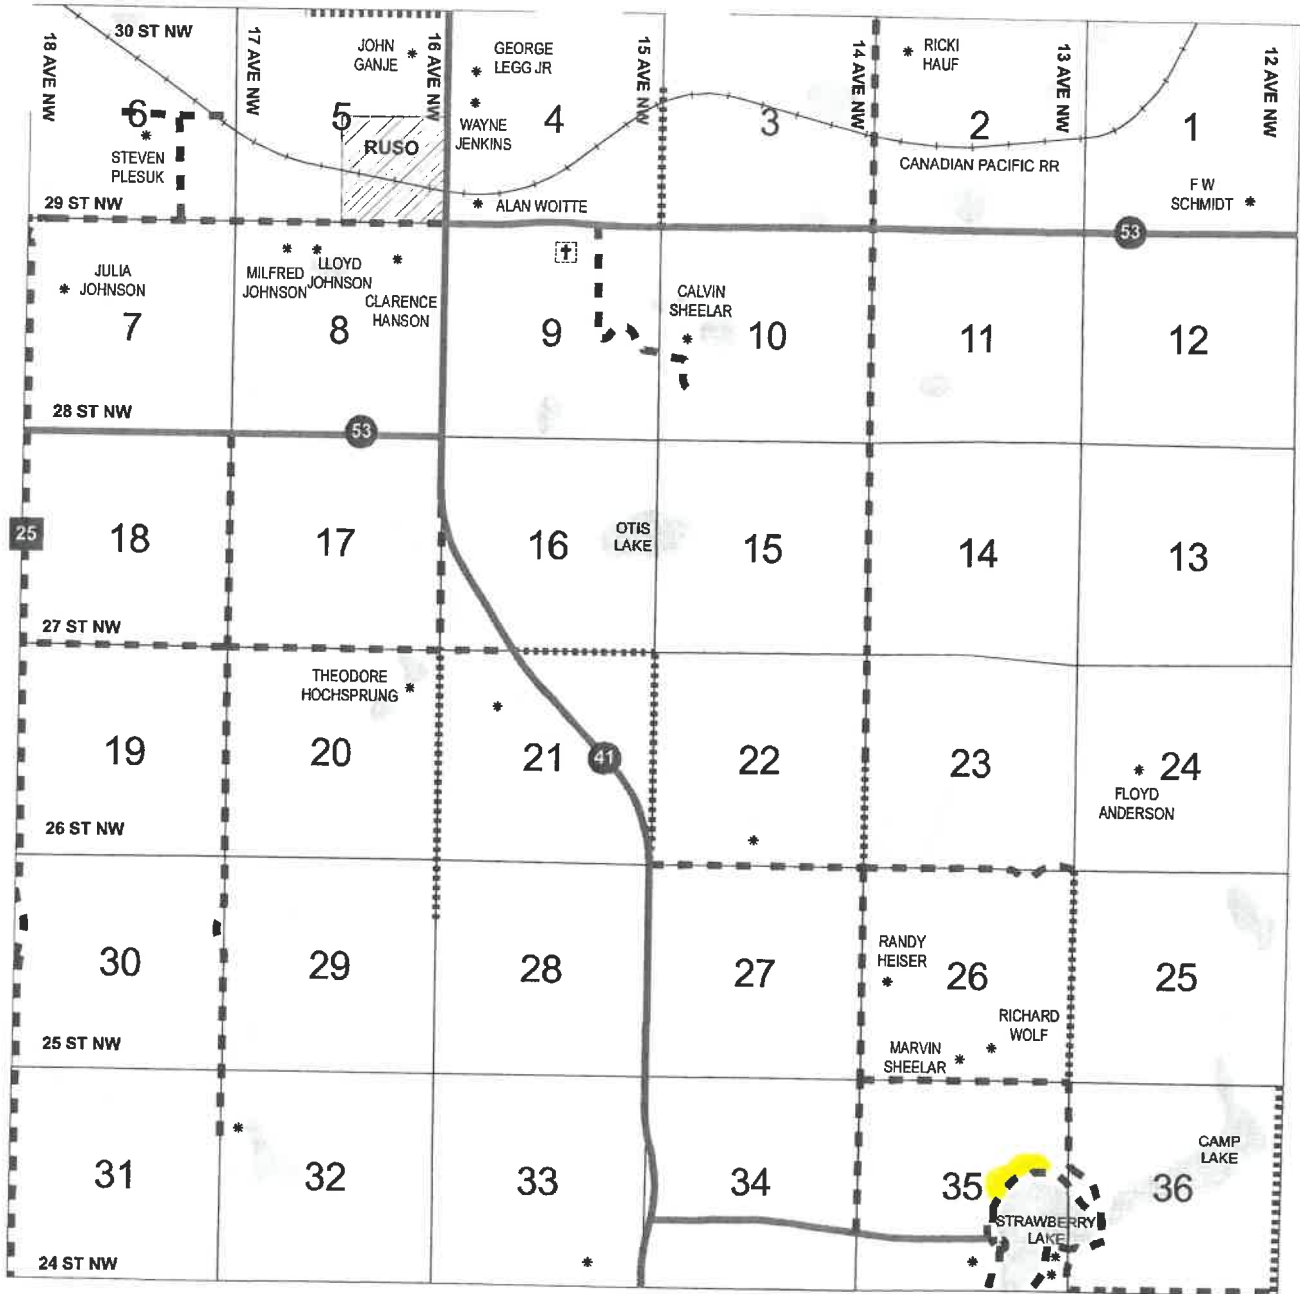 30 ST NW
18 AVE NW
17 AVE NW
16 AVE NW
15 AVE NW
14 AVE NW
13 AVE NW
12 AVE NW
JOHN
GANJE
GEORGE
LEGG JR
RICKI
HAUF
6
5
4
3
2
1
WAYNE
JENKINS
RUSO
STEVEN
PLESUK
CANADIAN PACIFIC RR
F W
SCHMIDT
29 ST NW
ALAN WOITTE
53
JULIA
JOHNSON
MILFRED
JOHNSON
LLOYD
JOHNSON
CLARENCE
HANSON
CALVIN
SHEELAR
7
8
9
10
11
12
28 ST NW
53
25
18
17
16
OTIS
LAKE
15
14
13
27 ST NW
THEODORE
HOCHSPRUNG
19
20
21
41
22
23
24
FLOYD
ANDERSON
26 ST NW
RANDY
HEISER
30
29
28
27
26
25
RICHARD
WOLF
MARVIN
SHEELAR
25 ST NW
31
32
33
34
35
36
CAMP
LAKE
STRAWBERRY
LAKE
24 ST NW